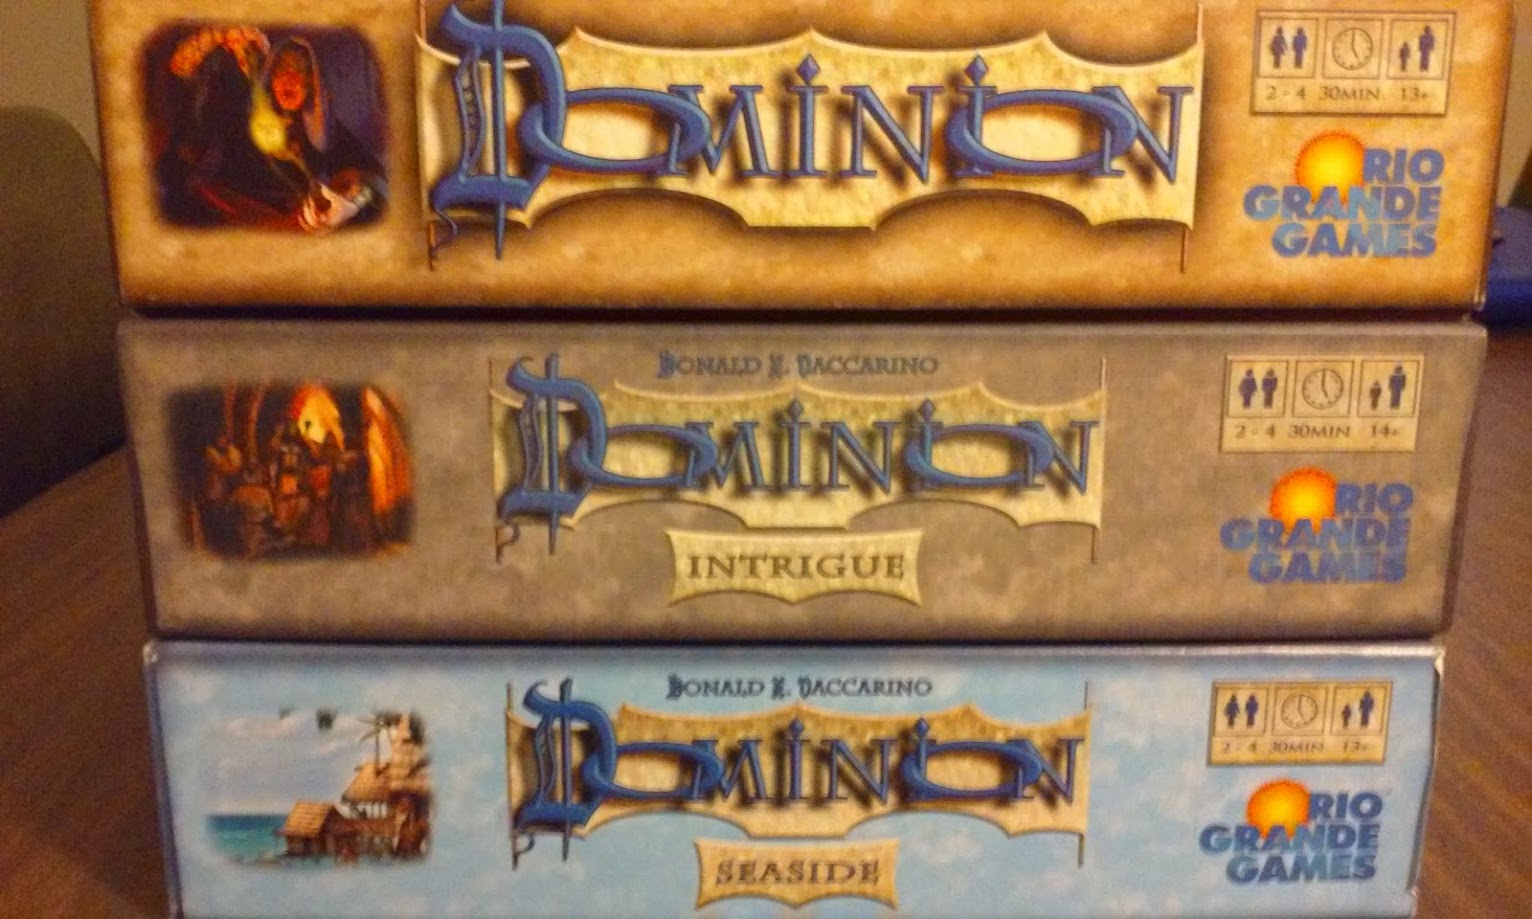 DOMINION
2 - 4 30MIN 13+
RIO
GRANDE
GAMES
DONALD X. VACCARINO
DOMINION
INTRIGUE
2 - 4 30MIN 14+
RIO
GRANDE
GAMES
DONALD X. VACCARINO
DOMINION
SEASIDE
2 - 4 30MIN 13+
RIO
GRANDE
GAMES